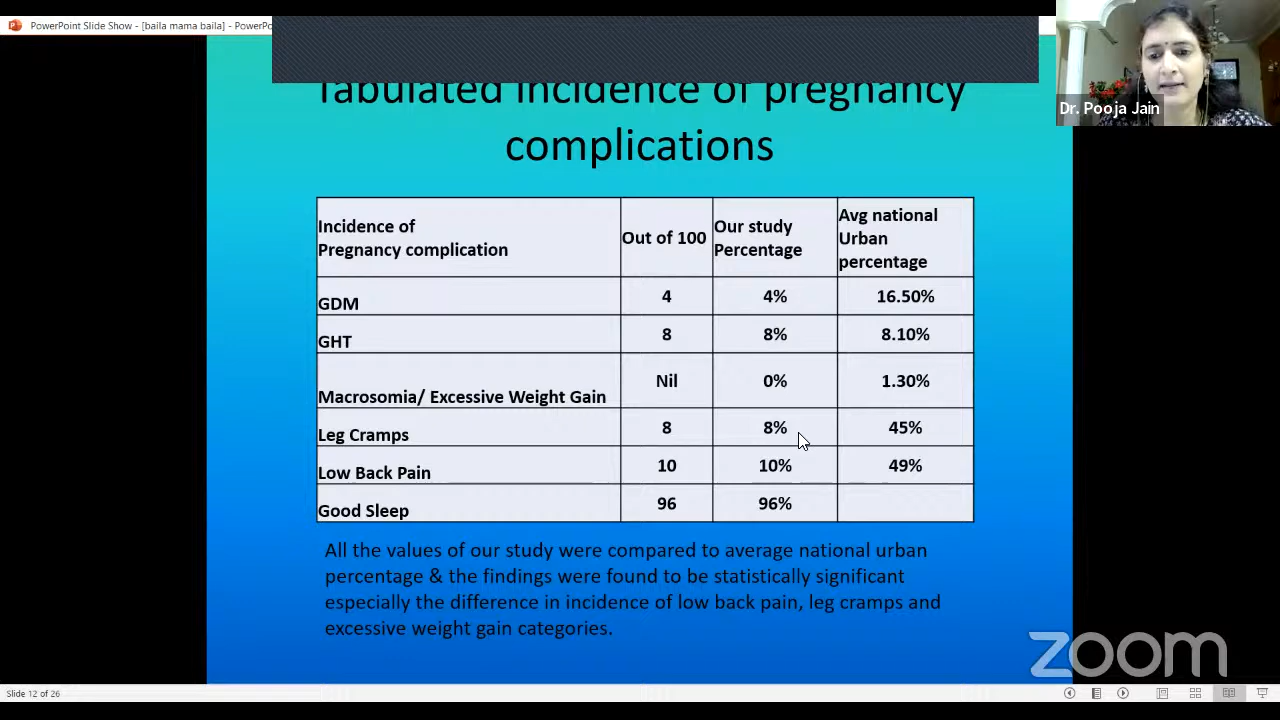 PowerPoint Slide Show - [baila mama baila] - PowerPo
Dr. Pooja Jain
Tabulated incidence of pregnancy
complications
Incidence of
Pregnancy complication
Out of 100
Our study
Percentage
Avg national
Urban
percentage
GDM
4
4%
16.50%
GHT
8
8%
8.10%
Macrosomia/ Excessive Weight Gain
Nil
0%
1.30%
Leg Cramps
8
8%
45%
Low Back Pain
10
10%
49%
Good Sleep
96
96%
All the values of our study were compared to average national urban
percentage & the findings were found to be statistically significant
especially the difference in incidence of low back pain, leg cramps and
excessive weight gain categories.
zoom
Slide 12 of 26